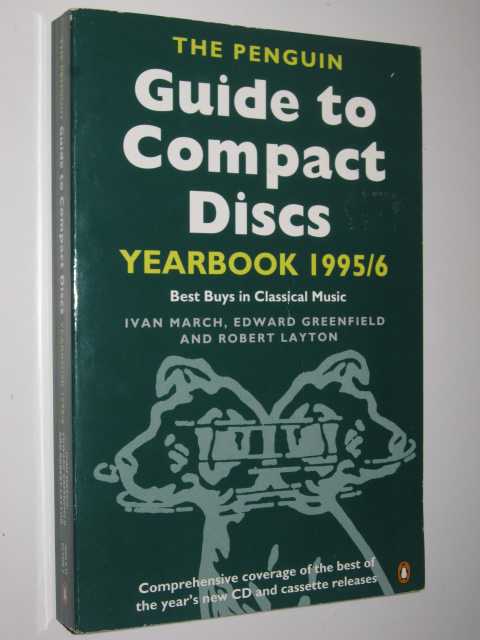 THE PENGUIN
Guide to
Compact
Discs
YEARBOOK 1995/6
Best Buys in Classical Music
IVAN MARCH, EDWARD GREENFIELD
AND ROBERT LAYTON
Comprehensive coverage of the best of
the year's new CD and cassette releases
THE PENGUIN Guide to Compact Discs YEARBOOK 1995/6